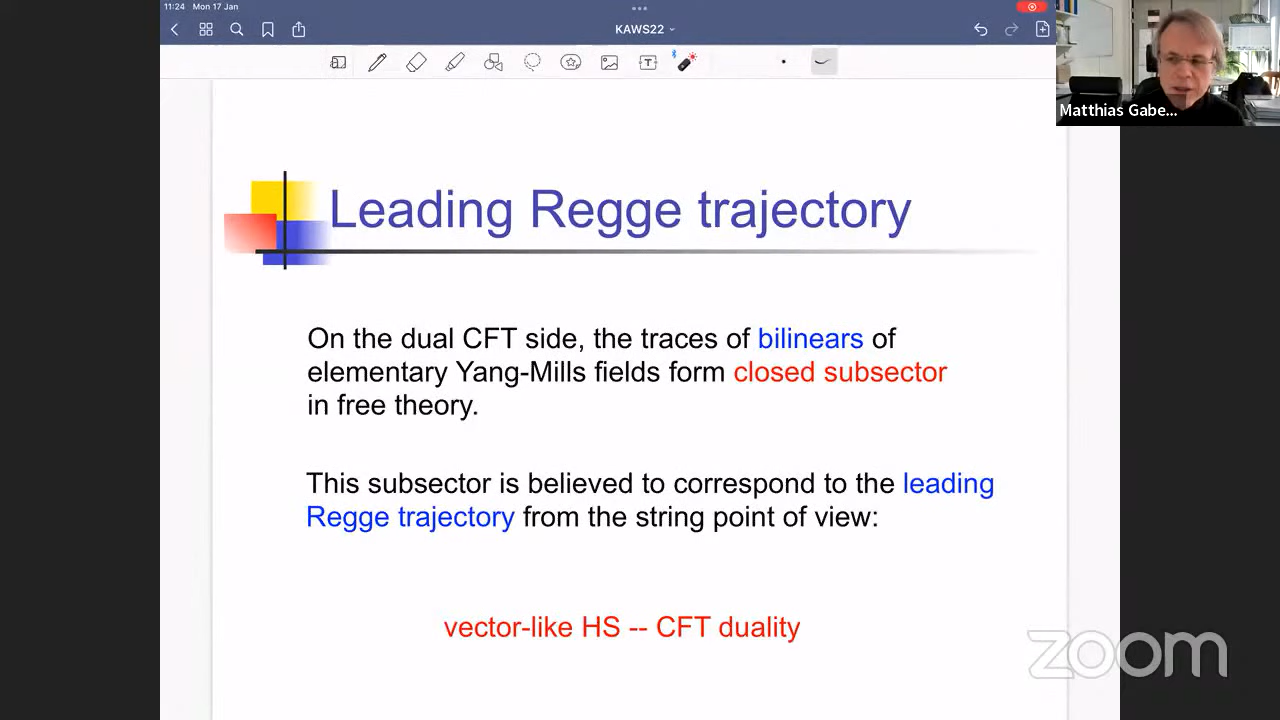 11:24 Mon 17 Jan
KAWS22
Matthias Gabe...
Leading Regge trajectory
On the dual CFT side, the traces of bilinears of
elementary Yang-Mills fields form closed subsector
in free theory.
This subsector is believed to correspond to the leading
Regge trajectory from the string point of view:
vector-like HS -- CFT duality
zoom